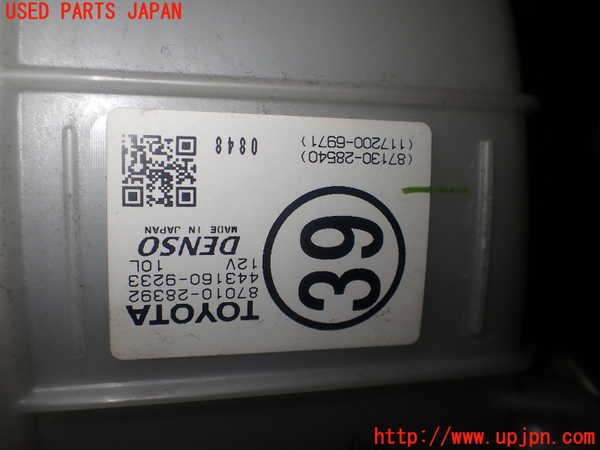 USED PARTS JAPAN
TOYOTA
87010-28392
443160-9233
12V
10L
DENSO
MADE IN JAPAN
39
(87130-28540)
(117200-6971)
0848
http://www.upjpn.com/